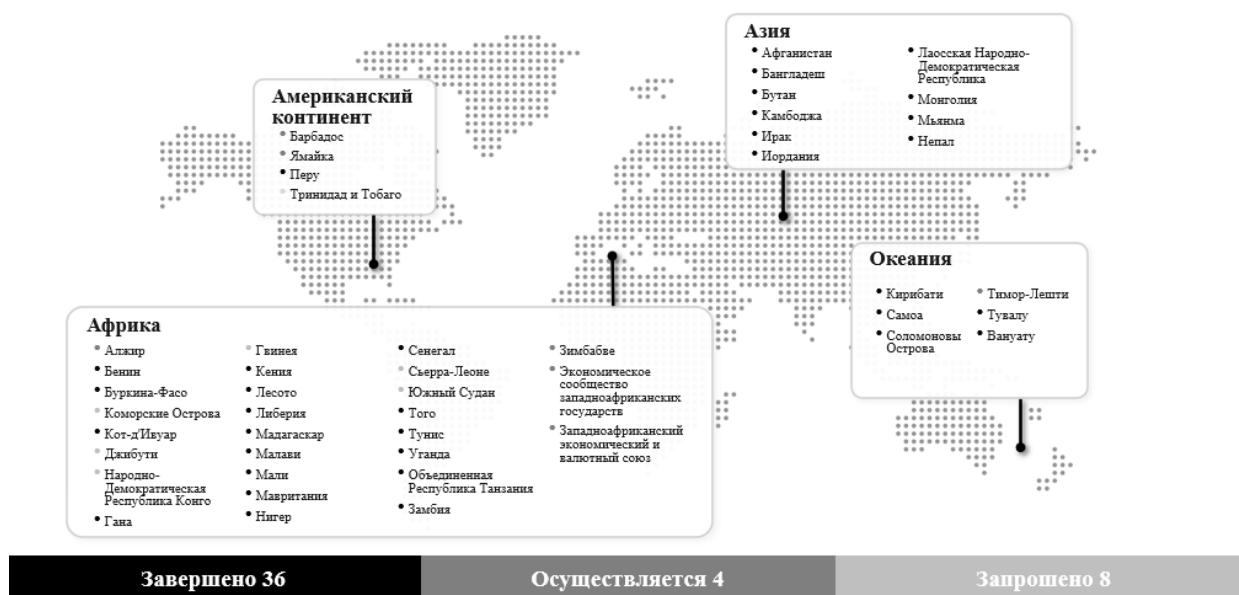 Азия
• Афганистан
• Бангладеш
• Бутан
• Камбоджа
• Ирак
• Иордания
• Лаосская Народно-
Демократическая
Республика
• Монголия
• Мьянма
• Непал
Американский
континент
• Барбадос
• Ямайка
• Перу
• Тринидад и Тобаго
Океания
• Кирибати
• Самоа
• Соломоновы
Острова
• Тимор-Лешти
• Тувалу
• Вануату
Африка
• Алжир
• Бенин
• Буркина-Фасо
• Коморские Острова
• Кот-д'Ивуар
• Джибути
• Народно-
Демократическая
Республика Конго
• Гана
• Гвинея
• Кения
• Лесото
• Либерия
• Мадагаскар
• Малави
• Мали
• Мавритания
• Нигер
• Сенегал
• Сьерра-Леоне
• Южный Судан
• Того
• Тунис
• Уганда
• Объединенная
Республика Танзания
• Замбия
• Зимбабве
• Экономическое
сообщество
западноафриканских
государств
• Западноафриканский
экономический и
валютный союз
Завершено 36
Осуществляется 4
Запрошено 8